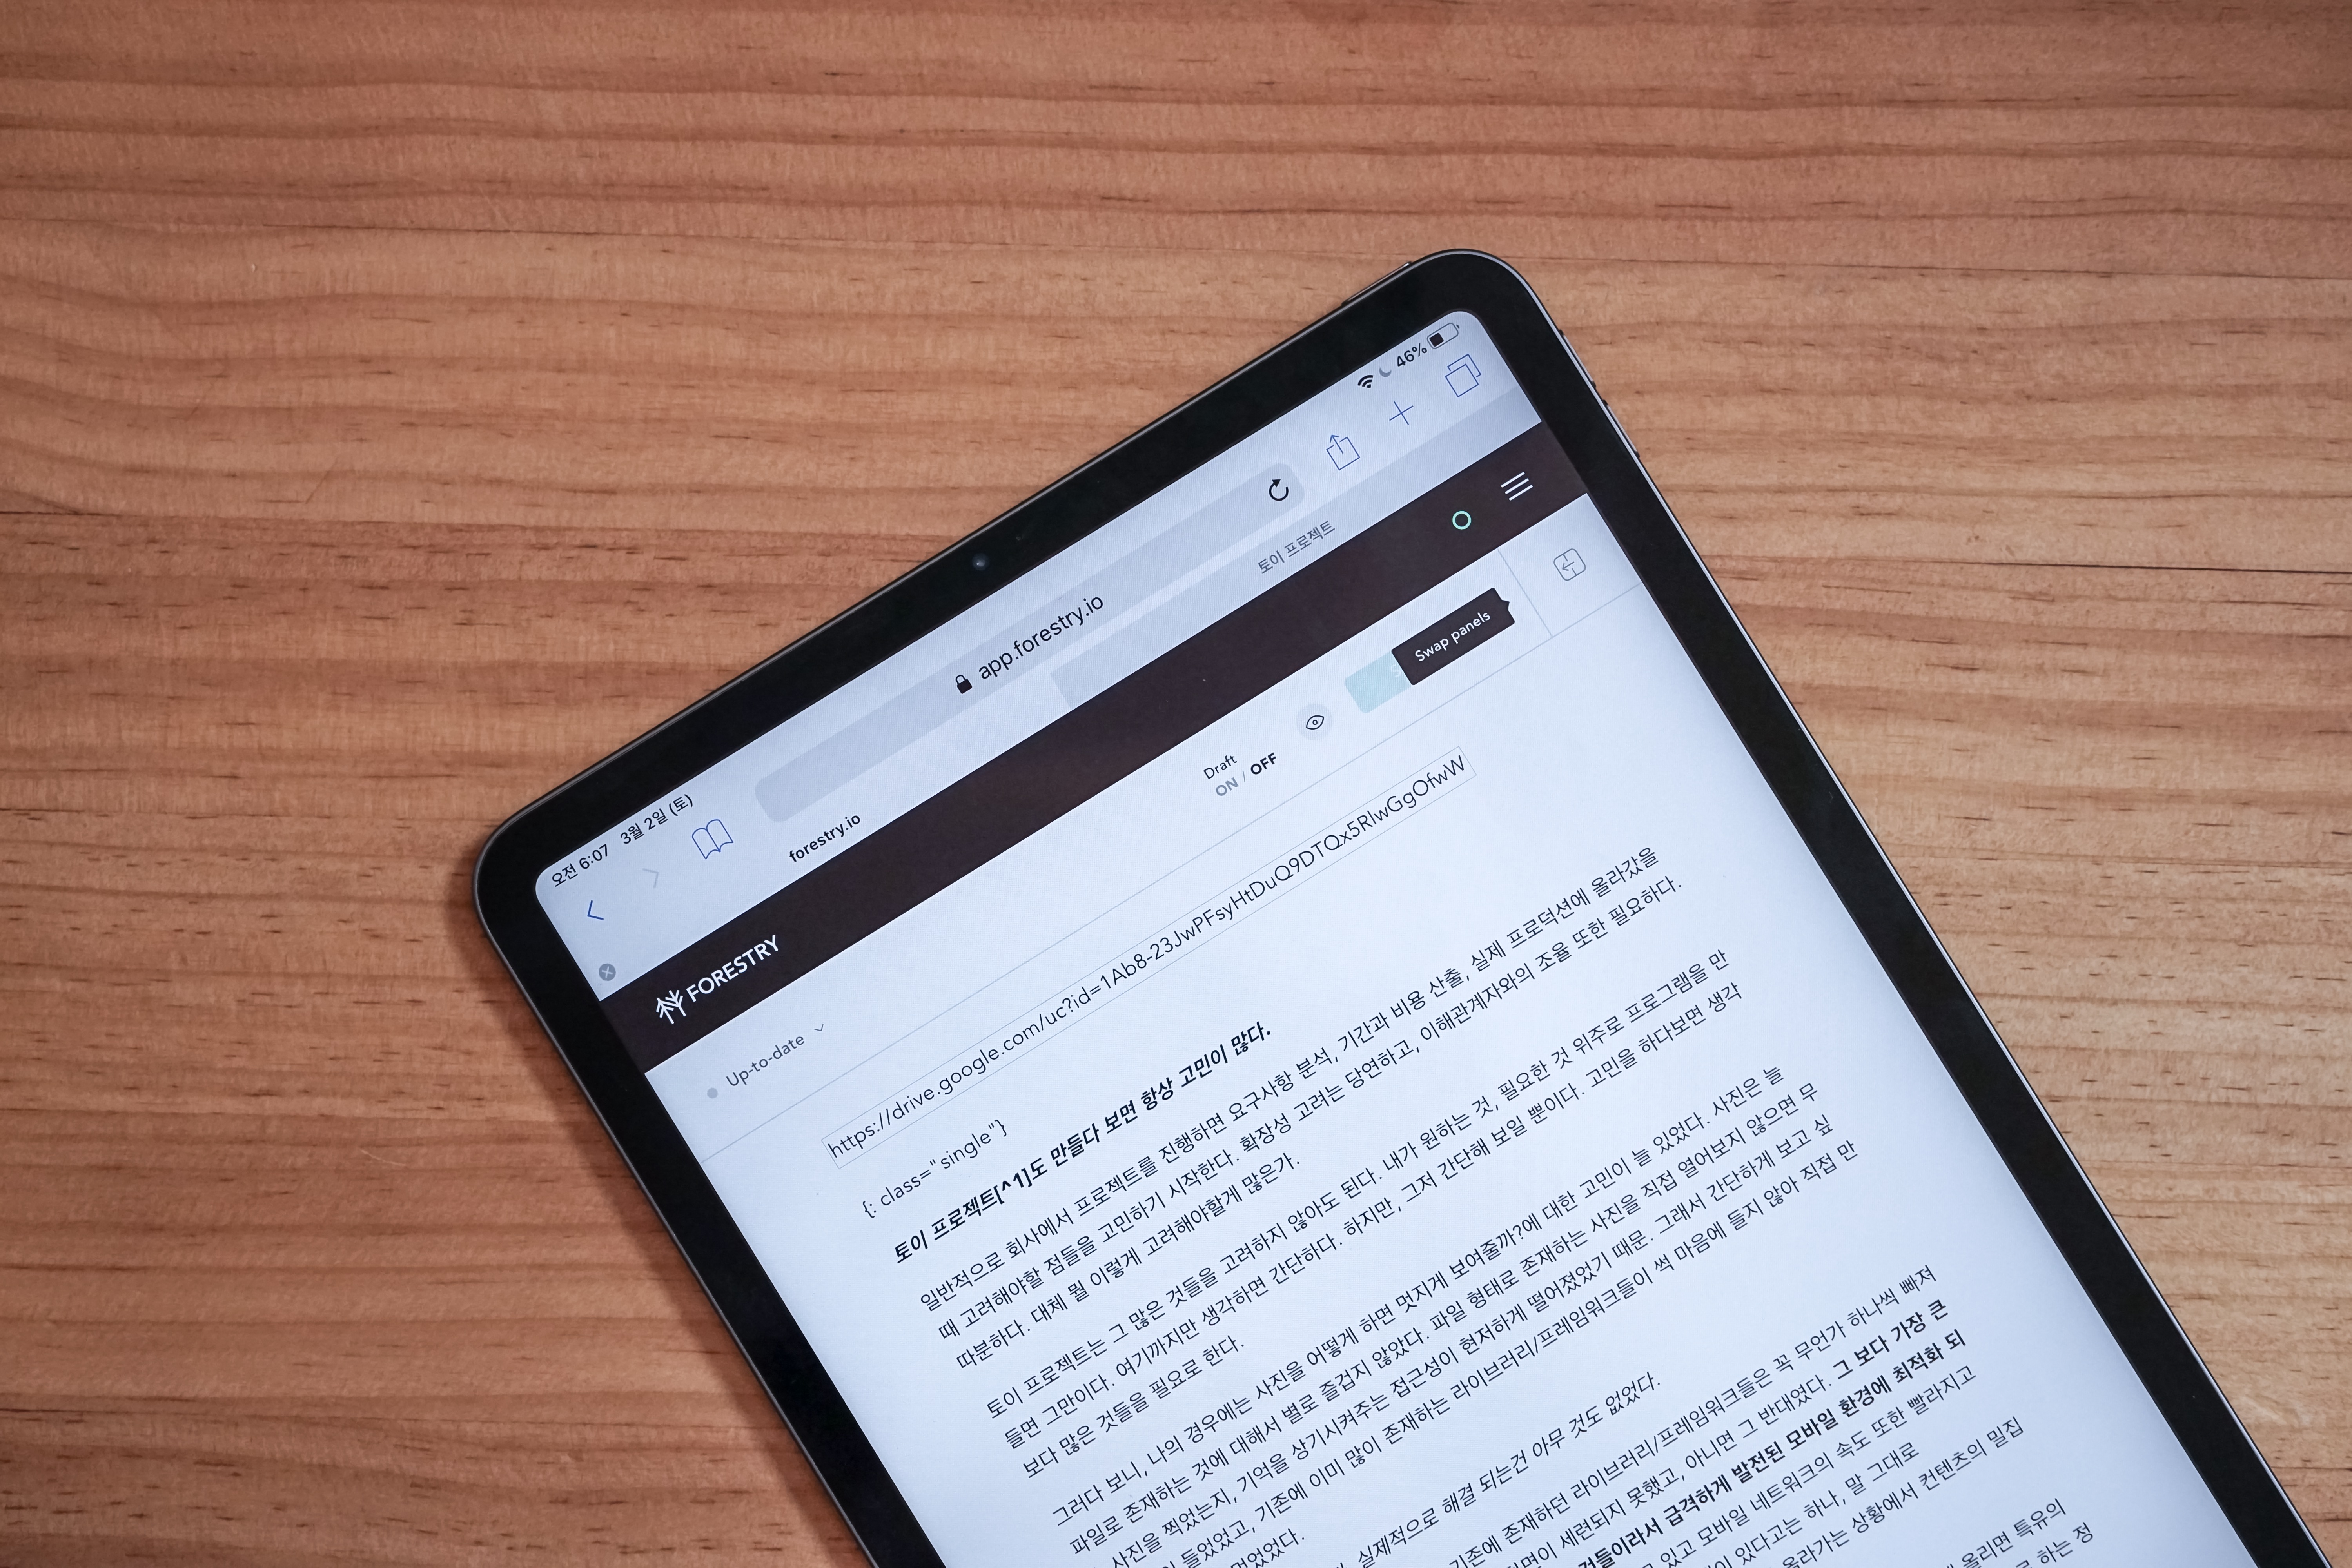 오전 6:07 3월 2일 (토)
46%
app.forestry.io
forestry.io
토이 프로젝트
FORESTRY
Up-to-date
Draft
ON / OFF
Swap panels
https://drive.google.com/uc?id=1Ab8-23JwPFsyHtDuQ9DTQx5RlwGgOfwW
{: class="single"}
토이 프로젝트[^1]도 만들다 보면 항상 고민이 많다.
일반적으로 회사에서 프로젝트를 진행하면 요구사항 분석, 기간과 비용 산출, 실제 프로덕션에 올라갔을
때 고려해야할 점들을 고민하기 시작한다. 확장성 고려는 당연하고, 이해관계자와의 조율 또한 필요하다.
따분하다. 대체 뭘 이렇게 고려해야할게 많은가.
토이 프로젝트는 그 많은 것들을 고려하지 않아도 된다. 내가 원하는 것, 필요한 것 위주로 프로그램을 만
들면 그만이다. 여기까지만 생각하면 간단하다. 하지만, 그저 간단해 보일 뿐이다. 고민을 하다보면 생각
보다 많은 것들을 필요로 한다.
그러다 보니, 나의 경우에는 사진을 어떻게 하면 멋지게 보여줄까?에 대한 고민이 늘 있었다. 사진은 늘
파일로 존재하는 것에 대해서 별로 즐겁지 않았다. 파일 형태로 존재하는 사진을 직접 열어보지 않으면 무
사진을 찍었는지, 기억을 상기시켜주는 접근성이 현저하게 떨어졌었기 때문. 그래서 간단하게 보고 싶
들었었고, 기존에 이미 많이 존재하는 라이브러리/프레임워크들이 썩 마음에 들지 않아 직접 만
먹었었다.
실제적으로 해결 되는건 아무 것도 없었다.
기존에 존재하던 라이브러리/프레임워크들은 꼭 무언가 하나씩 빠져
세련되지 못했고, 아니면 그 반대였다. 그 보다 가장 큰
것들이라서 급격하게 발전된 모바일 환경에 최적화 되
있고 모바일 네트워크의 속도 또한 빨라지고
있다고는 하나, 말 그대로
올라가는 상황에서 컨텐츠의 밀집
올리면 특유의
하는 정